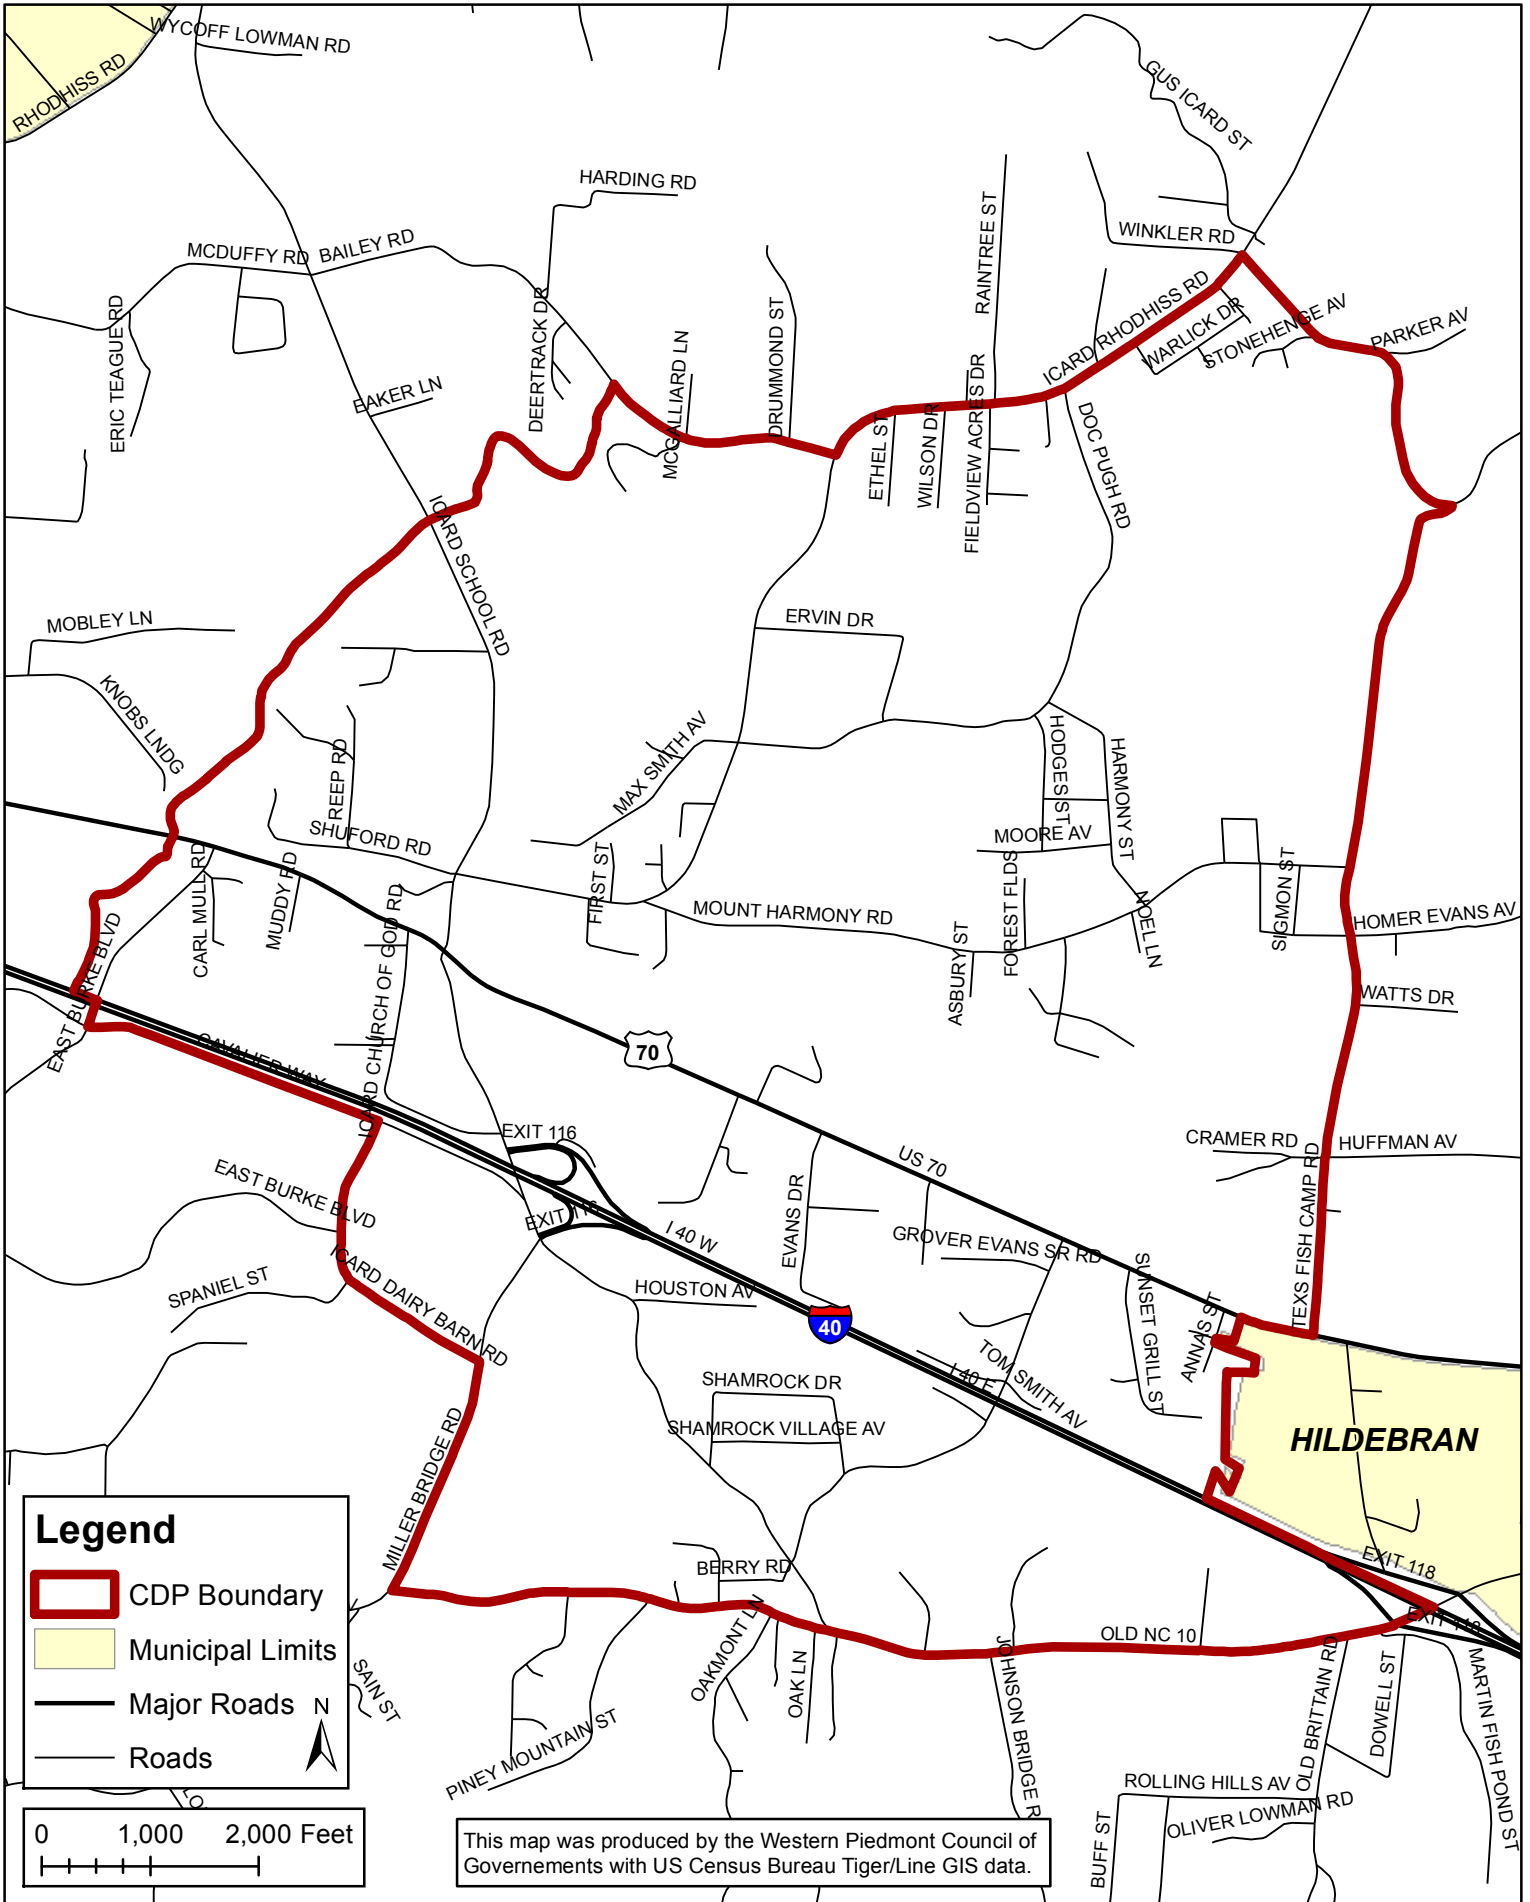 WYCOFF LOWMAN RD
RHODHISS RD
GUS ICARD ST
HARDING RD
RAINTREE ST
WINKLER RD
MCDUFFY RD
BAILEY RD
ERIC TEAGUE RD
DEERTRACK DR
MCGALLIARD LN
DRUMMOND ST
ICARD RHODHISS RD
WARLICK DR
STONEHENGE AV
PARKER AV
EAKER LN
ETHEL ST
WILSON DR
FIELDVIEW ACRES DR
DOC PUGH RD
ICARD SCHOOL RD
MOBLEY LN
ERVIN DR
KNOBS LNDG
REEP RD
MAX SMITH AV
HODGES ST
HARMONY ST
SHUFORD RD
MOORE AV
CARL MULL RD
MUDDY RD
FIRST ST
MOUNT HARMONY RD
FOREST FLDS
NOEL LN
SIGMON ST
HOMER EVANS AV
EAST BURKE BLVD
ICARD CHURCH OF GOD RD
ASBURY ST
WATTS DR
CAVALIER WAY
70
EXIT 116
US 70
CRAMER RD
HUFFMAN AV
EAST BURKE BLVD
EXIT 116
I 40 W
EVANS DR
GROVER EVANS SR RD
TEXS FISH CAMP RD
SPANIEL ST
ICARD DAIRY BARN RD
HOUSTON AV
40
SUNSET GRILL ST
ANNAS ST
I 40 E
TOM SMITH AV
SHAMROCK DR
SHAMROCK VILLAGE AV
HILDEBRAN
MILLER BRIDGE RD
BERRY RD
EXIT 118
EXIT 118
OLD NC 10
OAKMONT LN
OAK LN
JOHNSON BRIDGE R
OLD BRITTAIN RD
DOWELL ST
MARTIN FISH POND ST
SAIN ST
PINEY MOUNTAIN ST
ROLLING HILLS AV
OLIVER LOWMAN RD
BUFF ST
Legend
CDP Boundary
Municipal Limits
Major Roads
N
Roads
LO
0 1,000 2,000 Feet
This map was produced by the Western Piedmont Council of
Governements with US Census Bureau Tiger/Line GIS data.